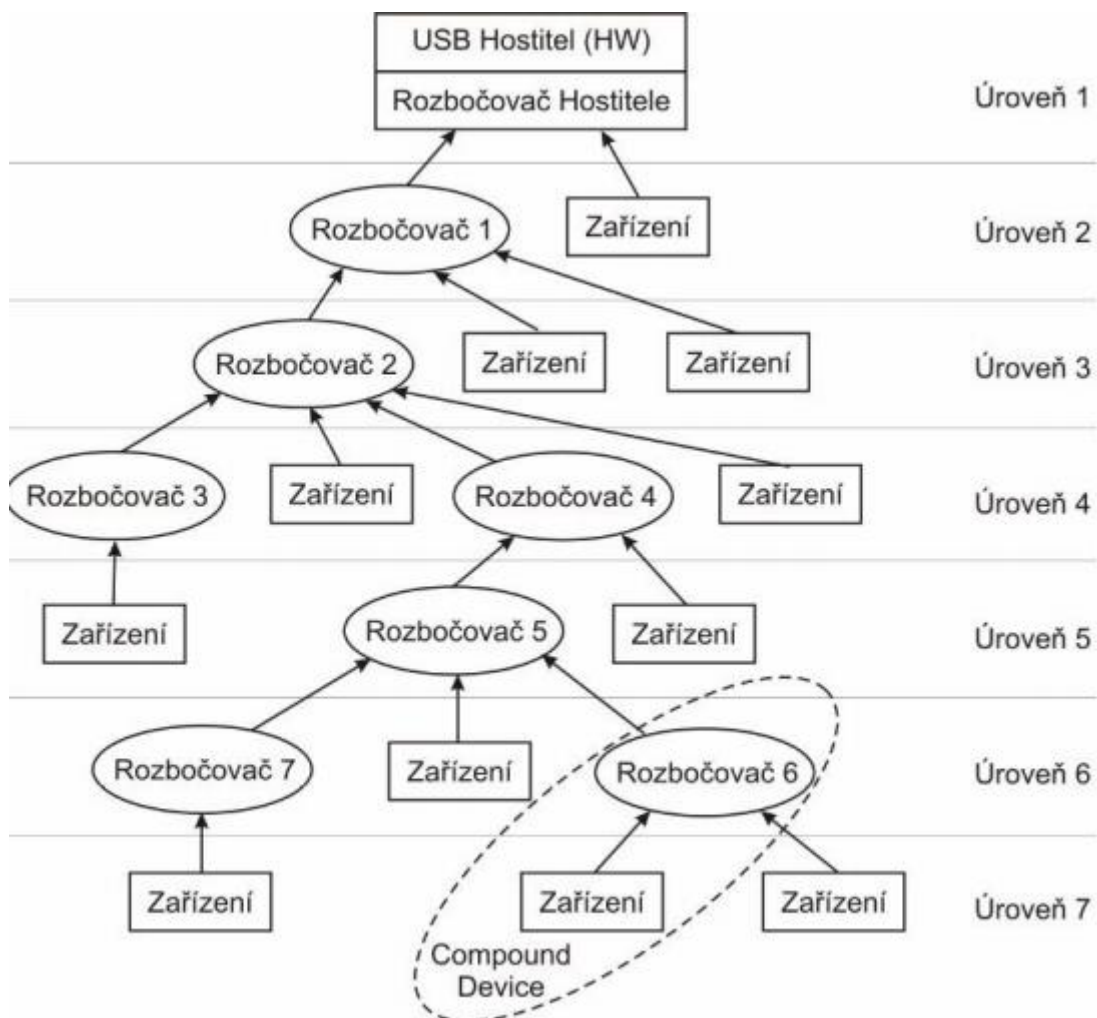 USB Hostitel (HW)
Rozbočovač Hostitele
Úroveň 1
Rozbočovač 1
Zařízení
Úroveň 2
Rozbočovač 2
Zařízení
Zařízení
Úroveň 3
Rozbočovač 3
Zařízení
Rozbočovač 4
Zařízení
Úroveň 4
Zařízení
Rozbočovač 5
Zařízení
Úroveň 5
Rozbočovač 7
Zařízení
Rozbočovač 6
Úroveň 6
Zařízení
Zařízení
Zařízení
Úroveň 7
Compound
Device